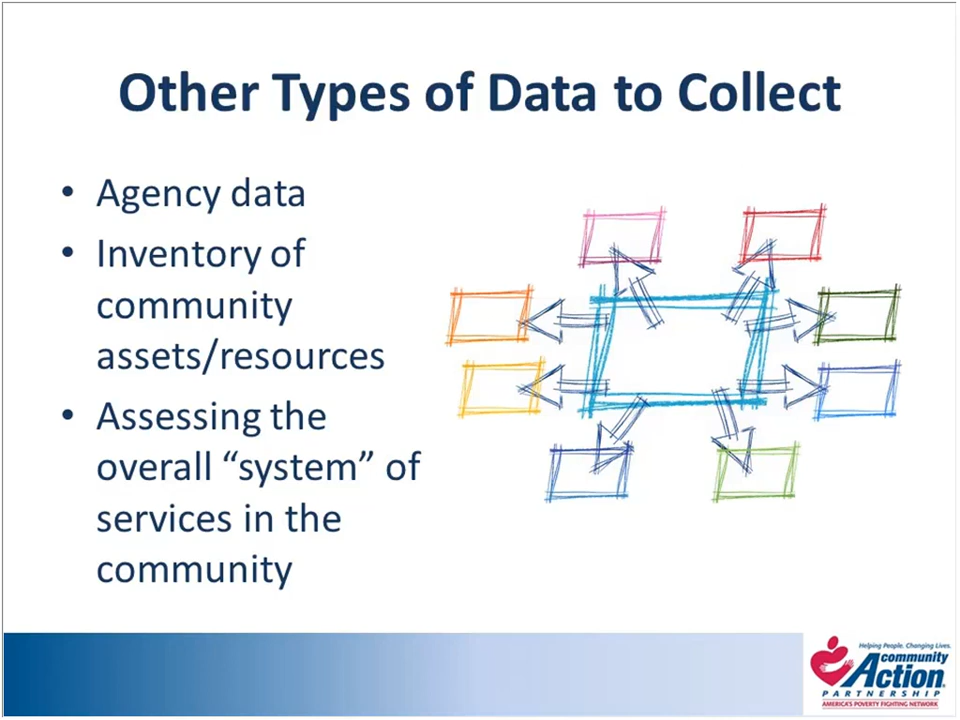 Other Types of Data to Collect
• Agency data
• Inventory of
community
assets/resources
• Assessing the
overall “system” of
services in the
community
Helping People. Changing Lives.
community
Action
PARTNERSHIP
AMERICA'S POVERTY FIGHTING NETWORK